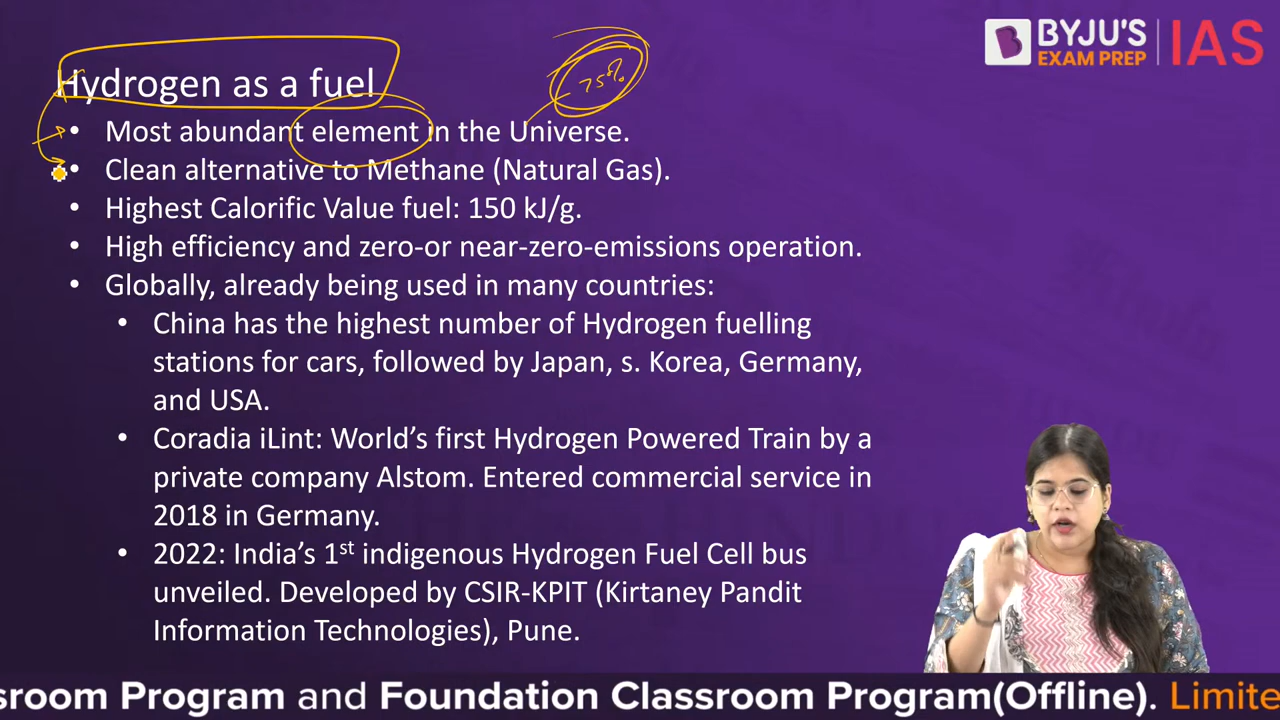 BYJU'S
EXAM PREP
IAS
Hydrogen as a fuel
75%
• Most abundant element in the Universe.
• Clean alternative to Methane (Natural Gas).
• Highest Calorific Value fuel: 150 kJ/g.
• High efficiency and zero-or near-zero-emissions operation.
• Globally, already being used in many countries:
• China has the highest number of Hydrogen fuelling
stations for cars, followed by Japan, s. Korea, Germany,
and USA.
• Coradia iLint: World's first Hydrogen Powered Train by a
private company Alstom. Entered commercial service in
2018 in Germany.
• 2022: India's 1st indigenous Hydrogen Fuel Cell bus
unveiled. Developed by CSIR-KPIT (Kirtaney Pandit
Information Technologies), Pune.
sroom Program and Foundation Classroom Program(Offline). Limite